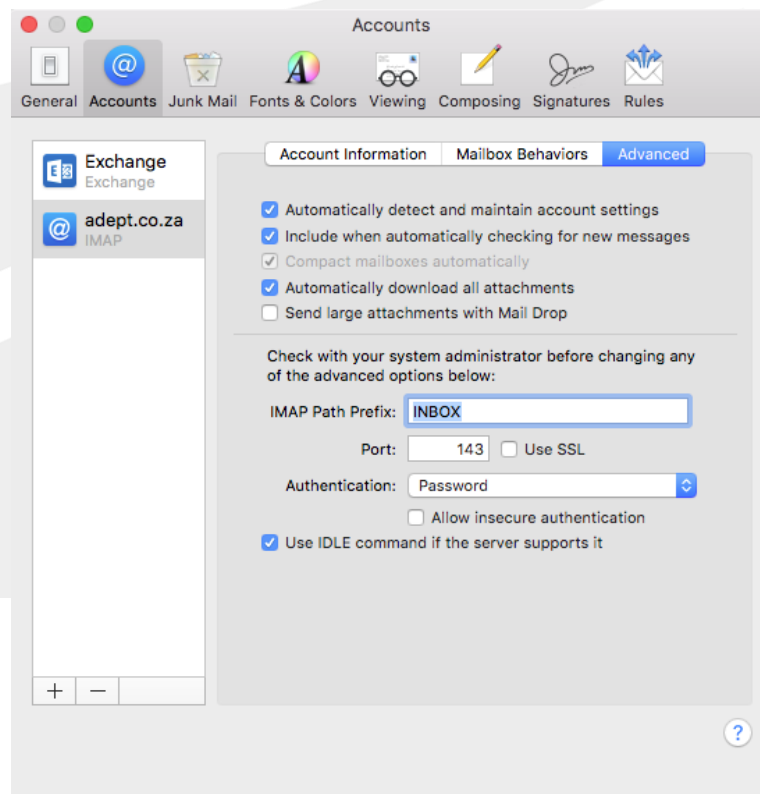 Accounts
General Accounts Junk Mail Fonts & Colors Viewing Composing Signatures Rules
Exchange
Exchange
adept.co.za
IMAP
Account Information Mailbox Behaviors Advanced
Automatically detect and maintain account settings
Include when automatically checking for new messages
Compact mailboxes automatically
Automatically download all attachments
Send large attachments with Mail Drop
Check with your system administrator before changing any
of the advanced options below:
IMAP Path Prefix: INBOX
Port: 143 Use SSL
Authentication: Password
Allow insecure authentication
Use IDLE command if the server supports it
+ −
?